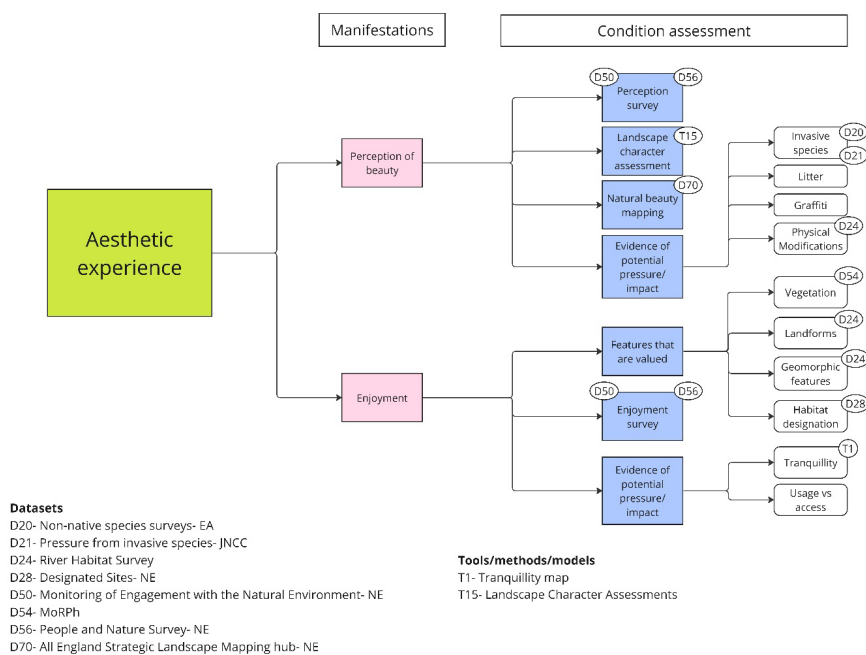 Manifestations
Condition assessment
Aesthetic
experience
Perception of
beauty
Enjoyment
D50
D56
Perception
survey
T15
Landscape
character
assessment
D70
Natural beauty
mapping
Evidence of
potential
pressure/
impact
D20
Invasive
species
D21
Litter
Graffiti
D24
Physical
Modifications
Features that
are valued
D54
Vegetation
D24
Landforms
D24
Geomorphic
features
D28
Habitat
designation
D50
D56
Enjoyment
survey
Evidence of
potential
pressure/
impact
T1
Tranquillity
Usage vs
access
Datasets
D20- Non-native species surveys- EA
D21- Pressure from invasive species- JNCC
D24- River Habitat Survey
D28- Designated Sites- NE
D50- Monitoring of Engagement with the Natural Environment- NE
D54- MoRPh
D56- People and Nature Survey- NE
D70- All England Strategic Landscape Mapping hub- NE
Tools/methods/models
T1- Tranquillity map
T15- Landscape Character Assessments